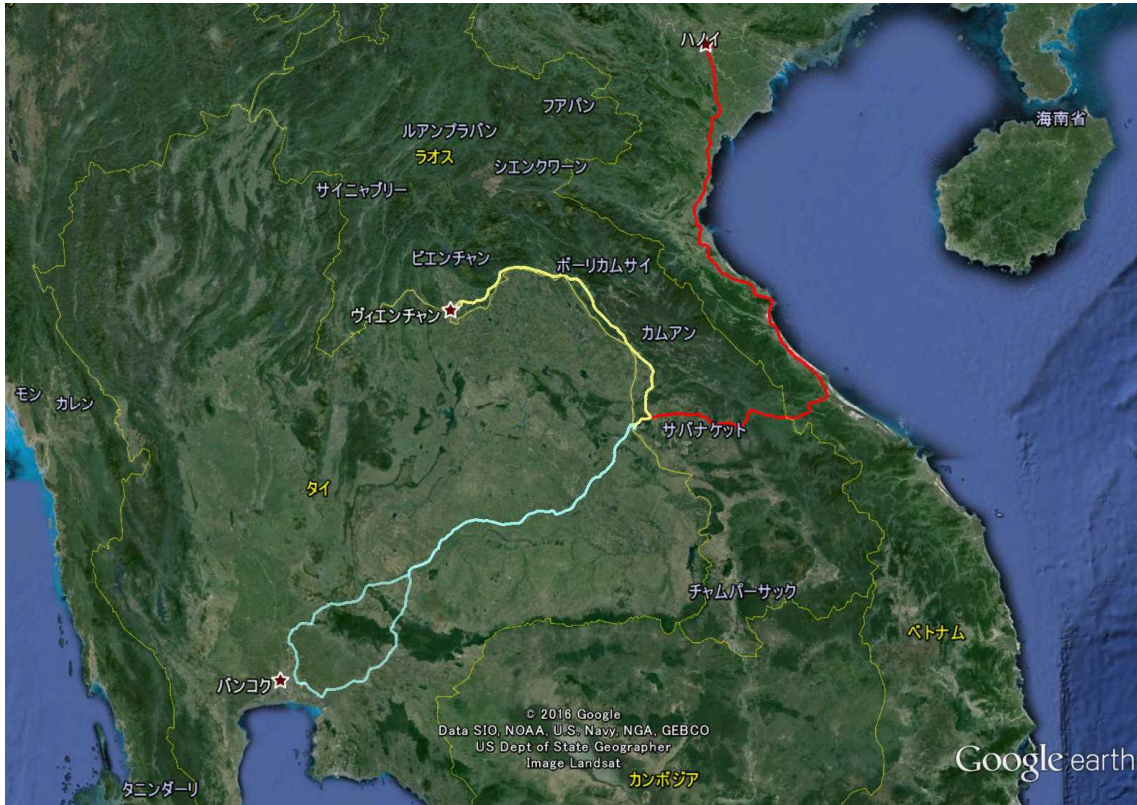 ハノイ
フアパン
海南省
ルアンプラバン
ラオス
シエンクワーン
サイニャブリー
ビエンチャン
ボーリカムサイ
ヴィエンチャン
カムアン
モン
カレン
サバナケット
タイ
チャムパーサック
ベトナム
バンコク
© 2016 Google
Data SIO, NOAA, U.S. Navy, NGA, GEBCO
US Dept of State Geographer
Image Landsat
Google earth
カンボジア
タニンダーリ